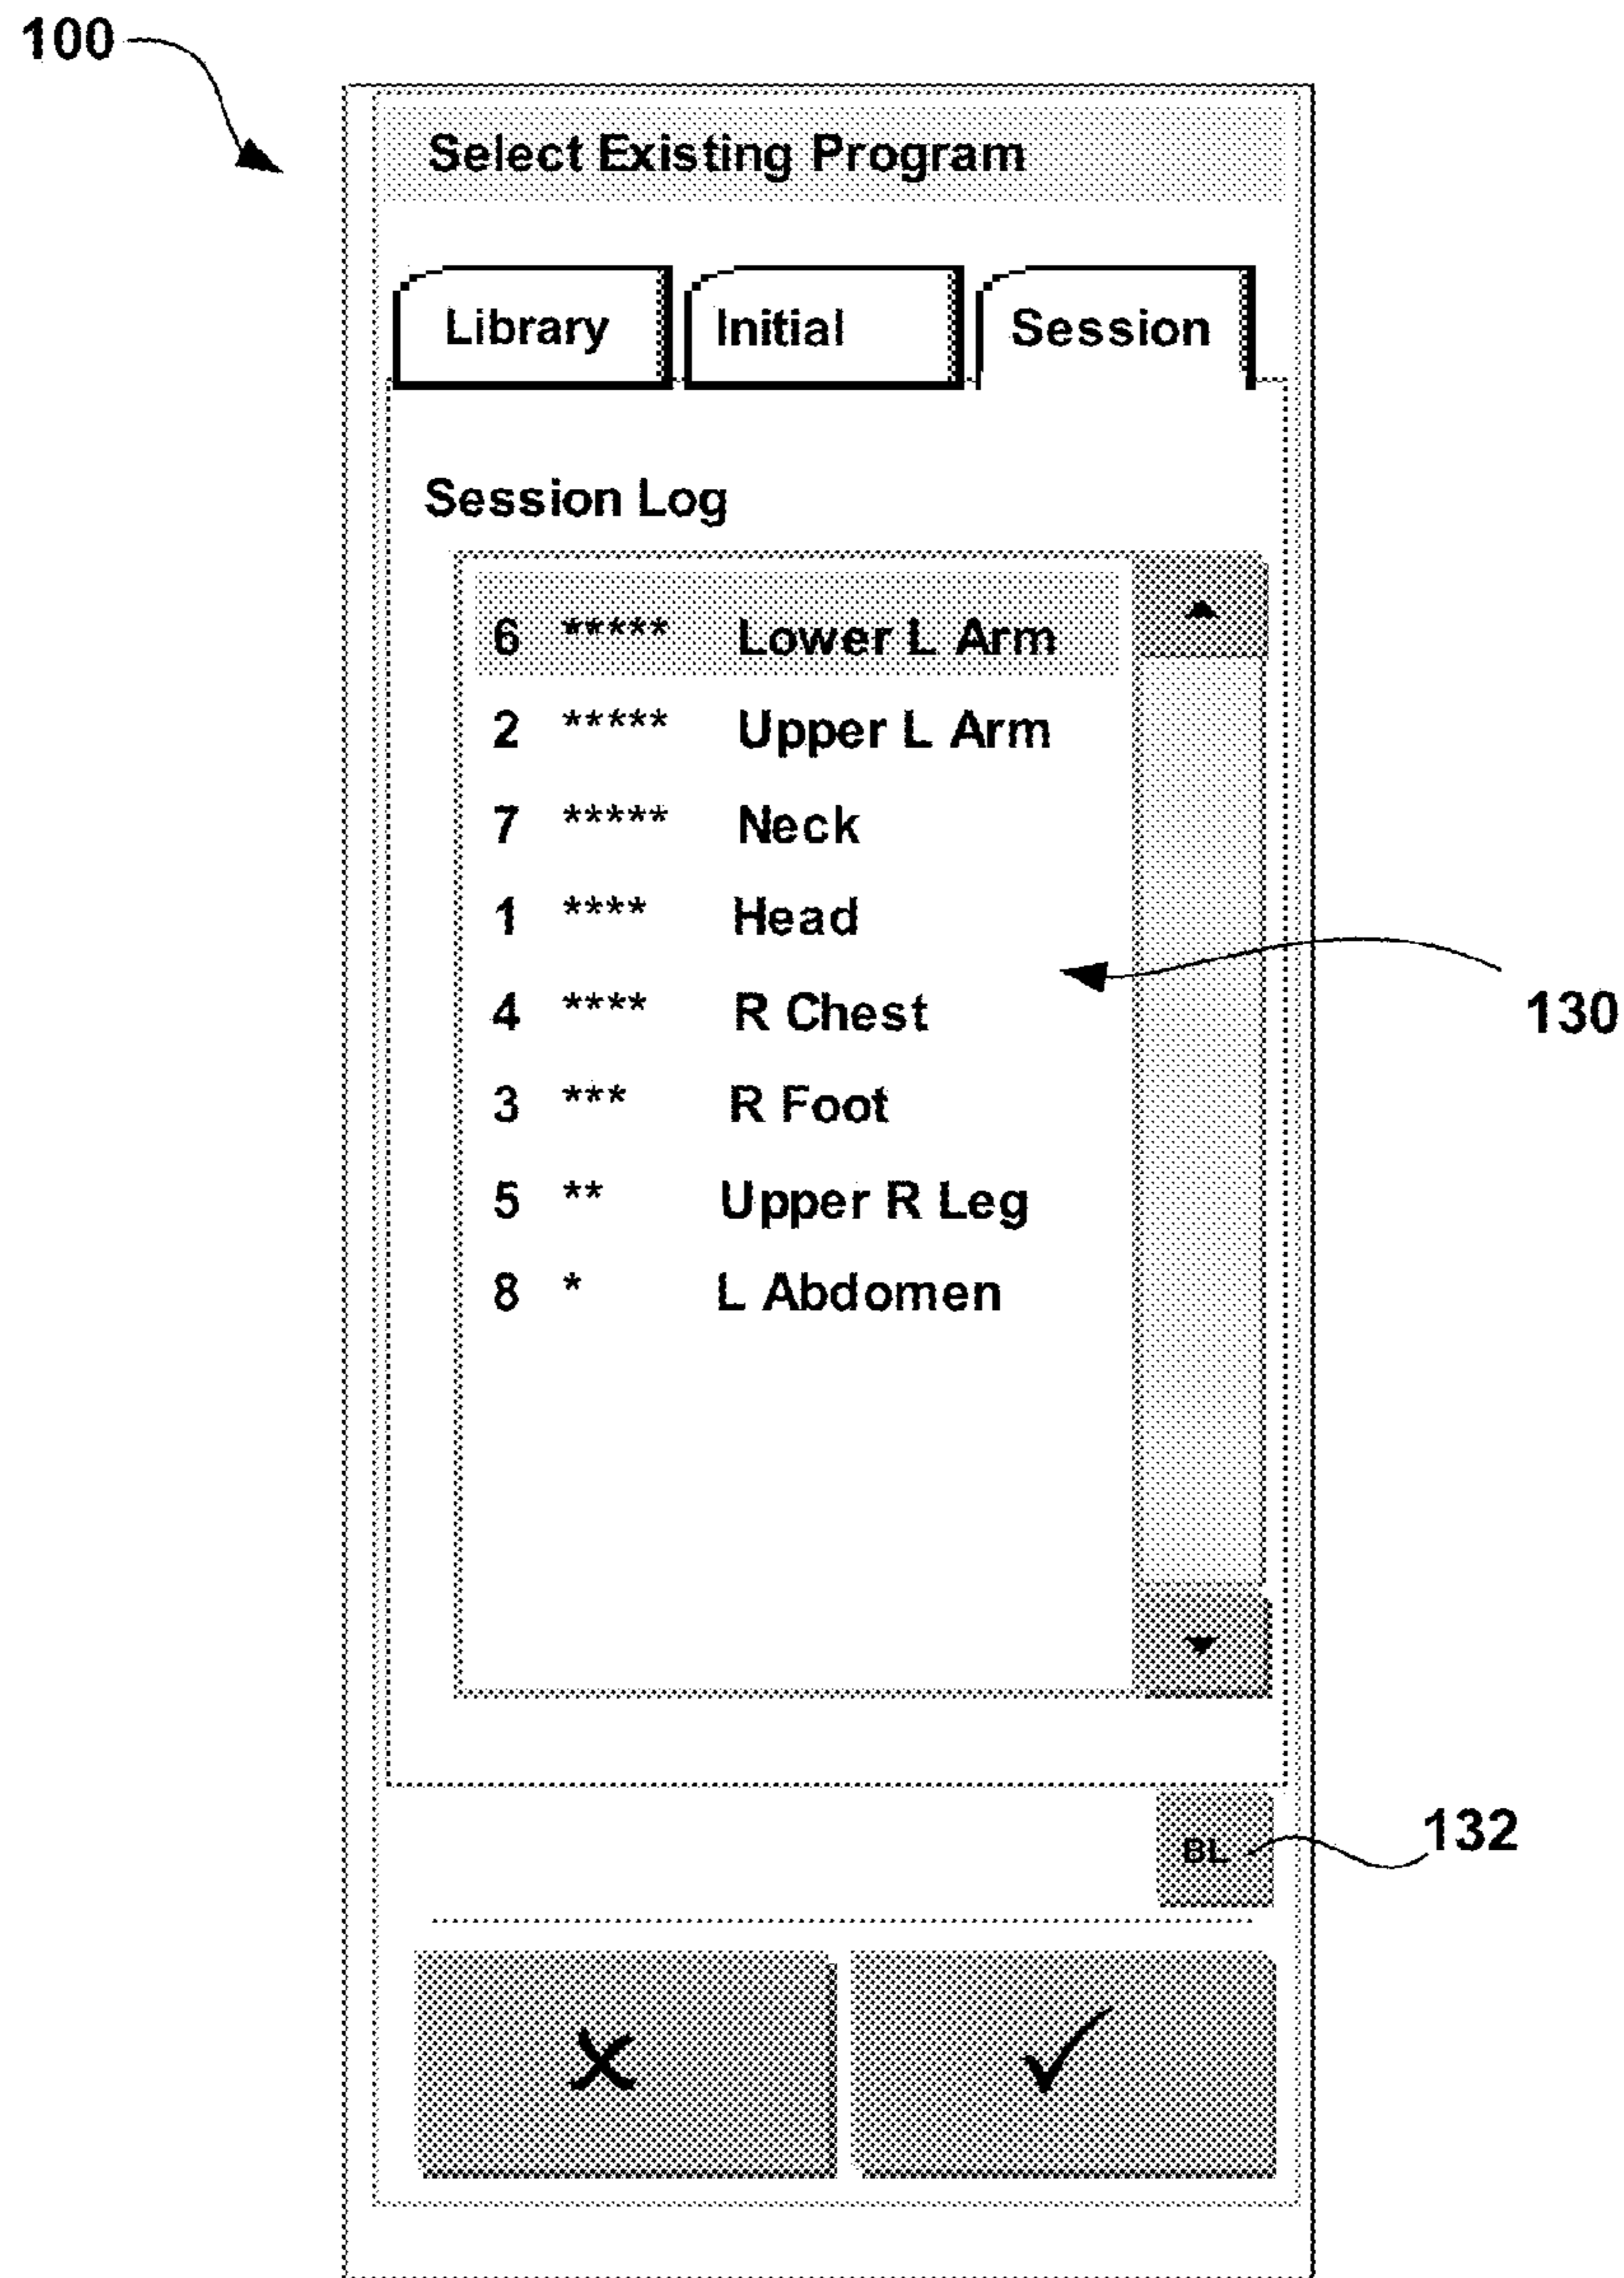 100
Select Existing Program
Library Initial Session
Session Log
6 ***** Lower L Arm
2 ***** Upper L Arm
7 ***** Neck
1 **** Head
4 **** R Chest
130
3 *** R Foot
5 ** Upper R Leg
8 * L Abdomen
BL 132